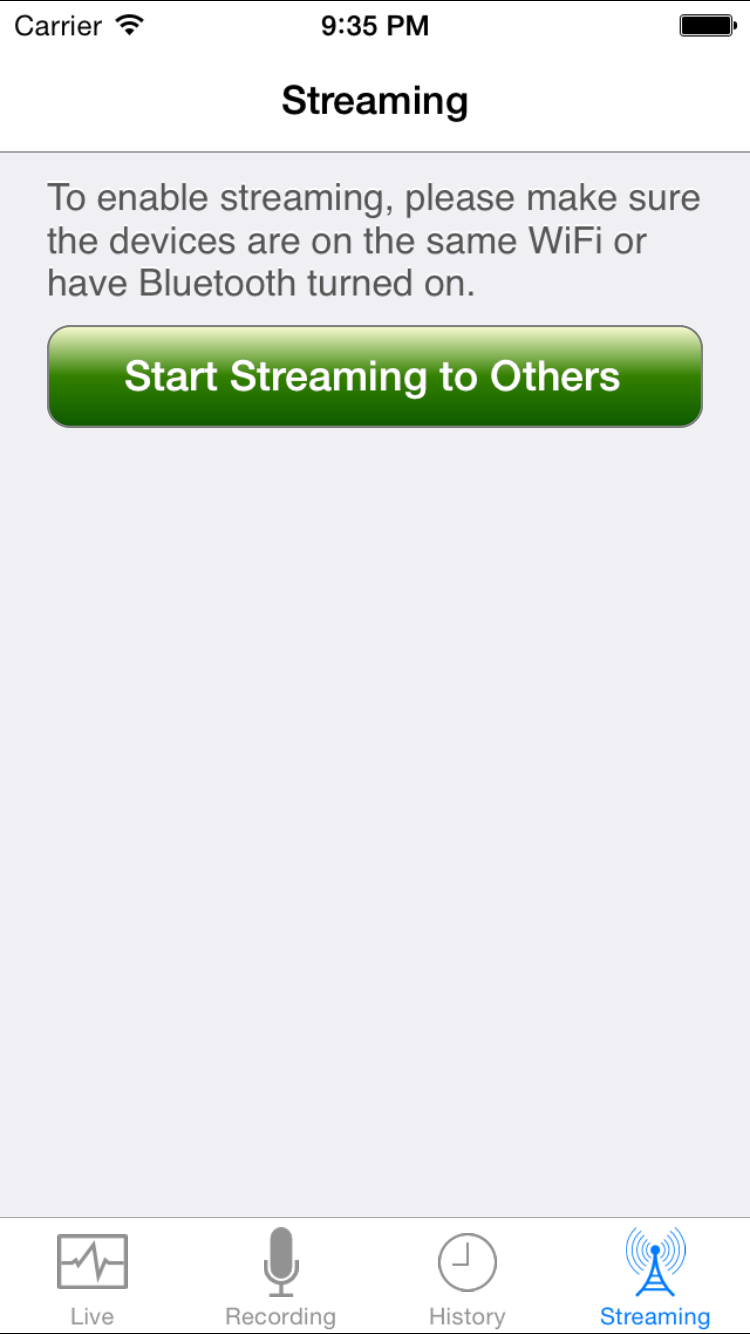 Carrier 9:35 PM
Streaming
To enable streaming, please make sure
the devices are on the same WiFi or
have Bluetooth turned on.
Start Streaming to Others
Live Recording History Streaming